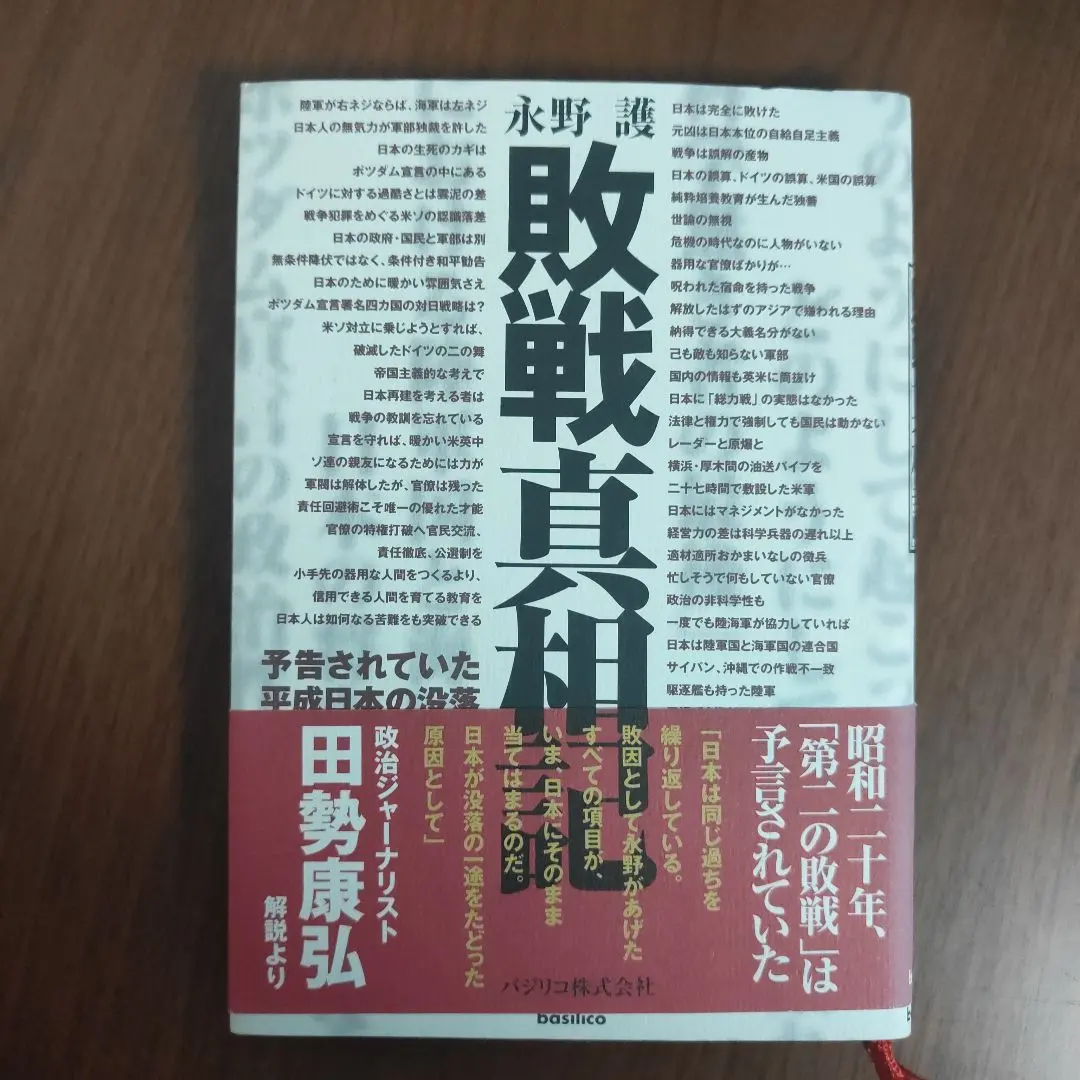 永野 護
敗戦真相記
日本は完全に敗けた
元凶は日本本位の自給自足主義
戦争は誤解の産物
日本の誤算、ドイツの誤算、米国の誤算
純粋培養教育が生んだ独善
世論の無視
危機の時代なのに人物がいない
器用な官僚ばかりが…
呪われた宿命を持った戦争
解放したはずのアジアで嫌われる理由
納得できる大義名分がない
己も敵も知らない軍部
国内の情報も英米に筒抜け
日本に「総力戦」の実態はなかった
法律と権力で強制しても国民は動かない
レーダーと原爆と
横浜・厚木間の油送パイプを
二十七時間で敷設した米軍
日本にはマネジメントがなかった
経営力の差は科学兵器の遅れ以上
適材適所おかまいなしの徴兵
忙しそうで何もしていない官僚
政治の非科学性も
一度でも陸海軍が協力していれば
日本は陸軍国と海軍国の連合国
サイパン、沖縄での作戦不一致
駆逐艦も持った陸軍
陸軍が右ネジならば、海軍は左ネジ
日本人の無気力が軍部独裁を許した
日本の生死のカギは
ポツダム宣言の中にある
ドイツに対する過酷さとは雲泥の差
戦争犯罪をめぐる米ソの認識落差
日本の政府・国民と軍部は別
無条件降伏ではなく、条件付き和平勧告
日本のために暖かい雰囲気さえ
ポツダム宣言署名四カ国の対日戦略は?
米ソ対立に乗じようとすれば、
破滅したドイツの二の舞
帝国主義的な考えで
日本再建を考える者は
戦争の教訓を忘れている
宣言を守れば、暖かい米英中
ソ連の親友になるためには力が
軍閥は解体したが、官僚は残った
責任回避術こそ唯一の優れた才能
官僚の特権打破へ官民交流、
責任徹底、公選制を
小手先の器用な人間をつくるより、
信用できる人間を育てる教育を
日本人は如何なる苦難をも突破できる
予告されていた
平成日本の没落
昭和二十年、
「第二の敗戦」は
予言されていた
「日本は同じ過ちを
繰り返している。
敗因として永野があげた
すべての項目が、
いま、日本にそのまま
当てはまるのだ。
日本が没落の一途をたどった
原因として」
政治ジャーナリスト
田勢康弘
解説より
バジリコ株式会社
basilico